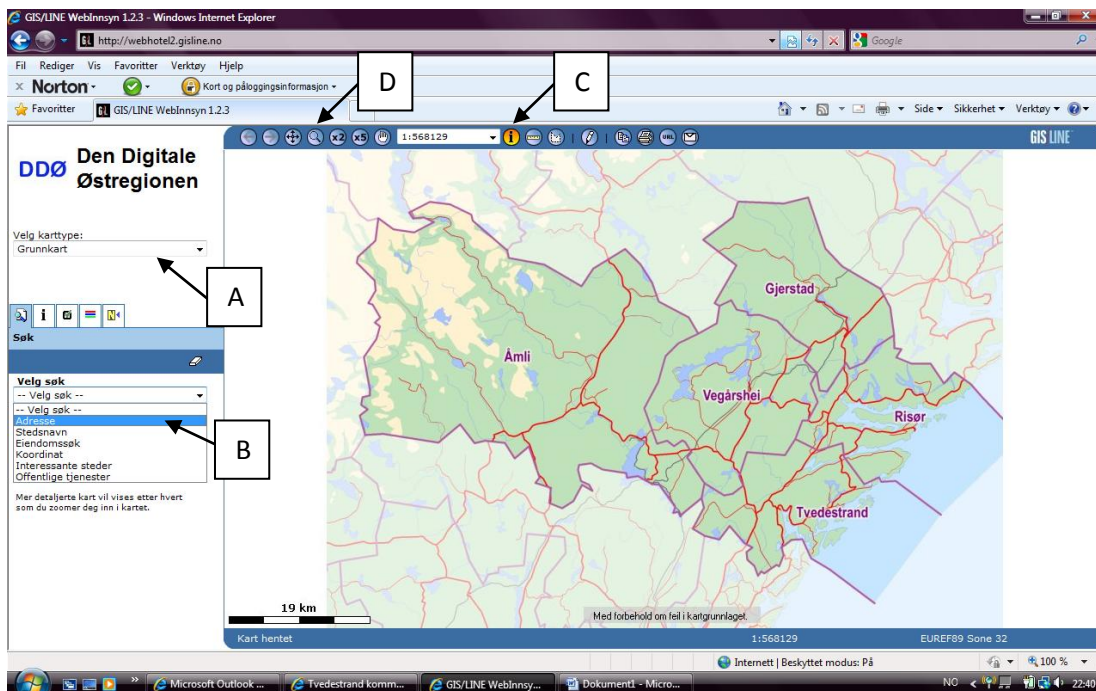 GIS/LINE WebInnsyn 1.2.3 - Windows Internet Explorer
http://webhotel2.gisline.no
Google
Fil Rediger Vis Favoritter Verktøy Hjelp
x Norton
Kort og påloggingsinformasjon
D
C
Favoritter
GIS/LINE WebInnsyn 1.2.3
Side Sikkerhet Verktøy
x2 x5 1:568129 i URL GIS LINE
DDØ Den Digitale
Østregionen
Velg karttype:
Grunnkart
A
i N
Søk
Velg søk
-- Velg søk --
-- Velg søk --
Adresse
Stedsnavn
Eiendomssøk
Koordinat
Interessante steder
Offentlige tjenester
B
Mer detaljerte kart vil vises etter hvert
som du zoomer deg inn i kartet.
Gjerstad
Åmli
Vegårshei
Risør
Tvedestrand
19 km
Med forbehold om feil i kartgrunnlaget.
Kart hentet 1:568129 EUREF89 Sone 32
Internett | Beskyttet modus: På 100 %
Microsoft Outlook ... Tvedestrand komm... GIS/LINE WebInnsy... Dokument1 - Micro... NO 22:40